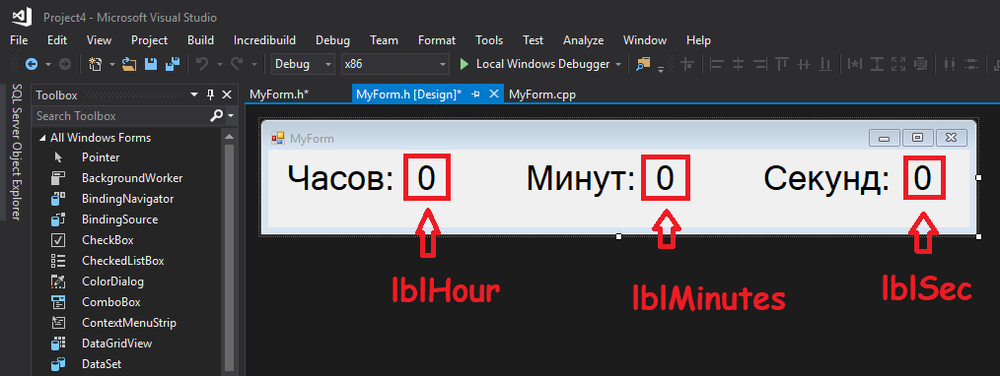 Project4 - Microsoft Visual Studio
File Edit View Project Build Incredibuild Debug Team Format Tools Test Analyze Window Help
Debug x86 Local Windows Debugger
SQL Server Object Explorer
Toolbox
Search Toolbox
All Windows Forms
Pointer
BackgroundWorker
BindingNavigator
BindingSource
CheckBox
CheckedListBox
ColorDialog
ComboBox
ContextMenuStrip
DataGridView
DataSet
MyForm.h* MyForm.h [Design]* MyForm.cpp
MyForm
Часов: 0 Минут: 0 Секунд: 0
lblHour lblMinutes lblSec